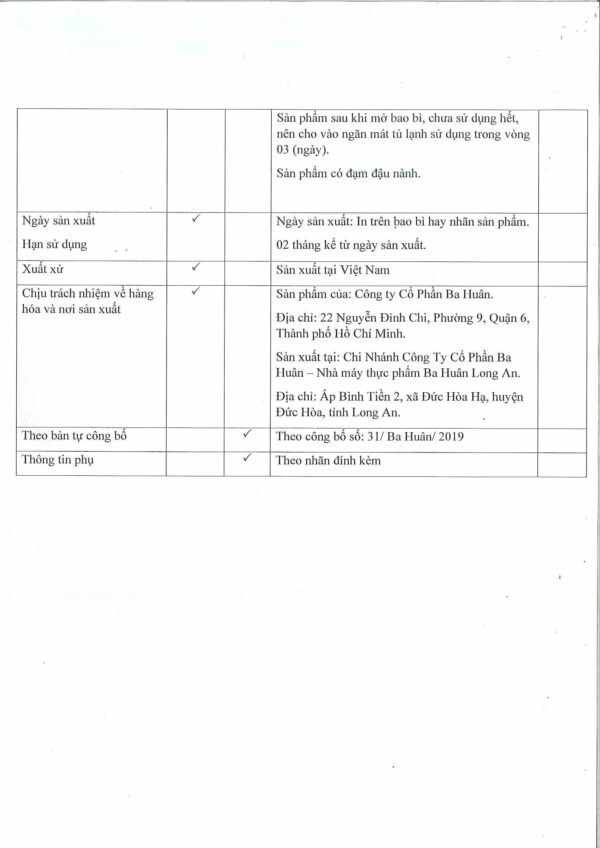 Sản phẩm sau khi mở bao bì, chưa sử dụng hết,
nên cho vào ngăn mát tủ lạnh sử dụng trong vòng
03 (ngày).
Sản phẩm có đạm đậu nành.
Ngày sản xuất ✓ Ngày sản xuất: In trên bao bì hay nhãn sản phẩm.
Hạn sử dụng 02 tháng kể từ ngày sản xuất.
Xuất xứ ✓ Sản xuất tại Việt Nam
Chịu trách nhiệm về hàng ✓ Sản phẩm của: Công ty Cổ Phần Ba Huân.
hóa và nơi sản xuất
Địa chỉ: 22 Nguyễn Đình Chi, Phường 9, Quận 6,
Thành phố Hồ Chí Minh.
Sản xuất tại: Chi Nhánh Công Ty Cổ Phần Ba
Huân – Nhà máy thực phẩm Ba Huân Long An.
Địa chỉ: Ấp Bình Tiền 2, xã Đức Hòa Hạ, huyện
Đức Hòa, tỉnh Long An.
Theo bản tự công bố ✓ Theo công bố số: 31/ Ba Huân/ 2019
Thông tin phụ ✓ Theo nhãn đính kèm